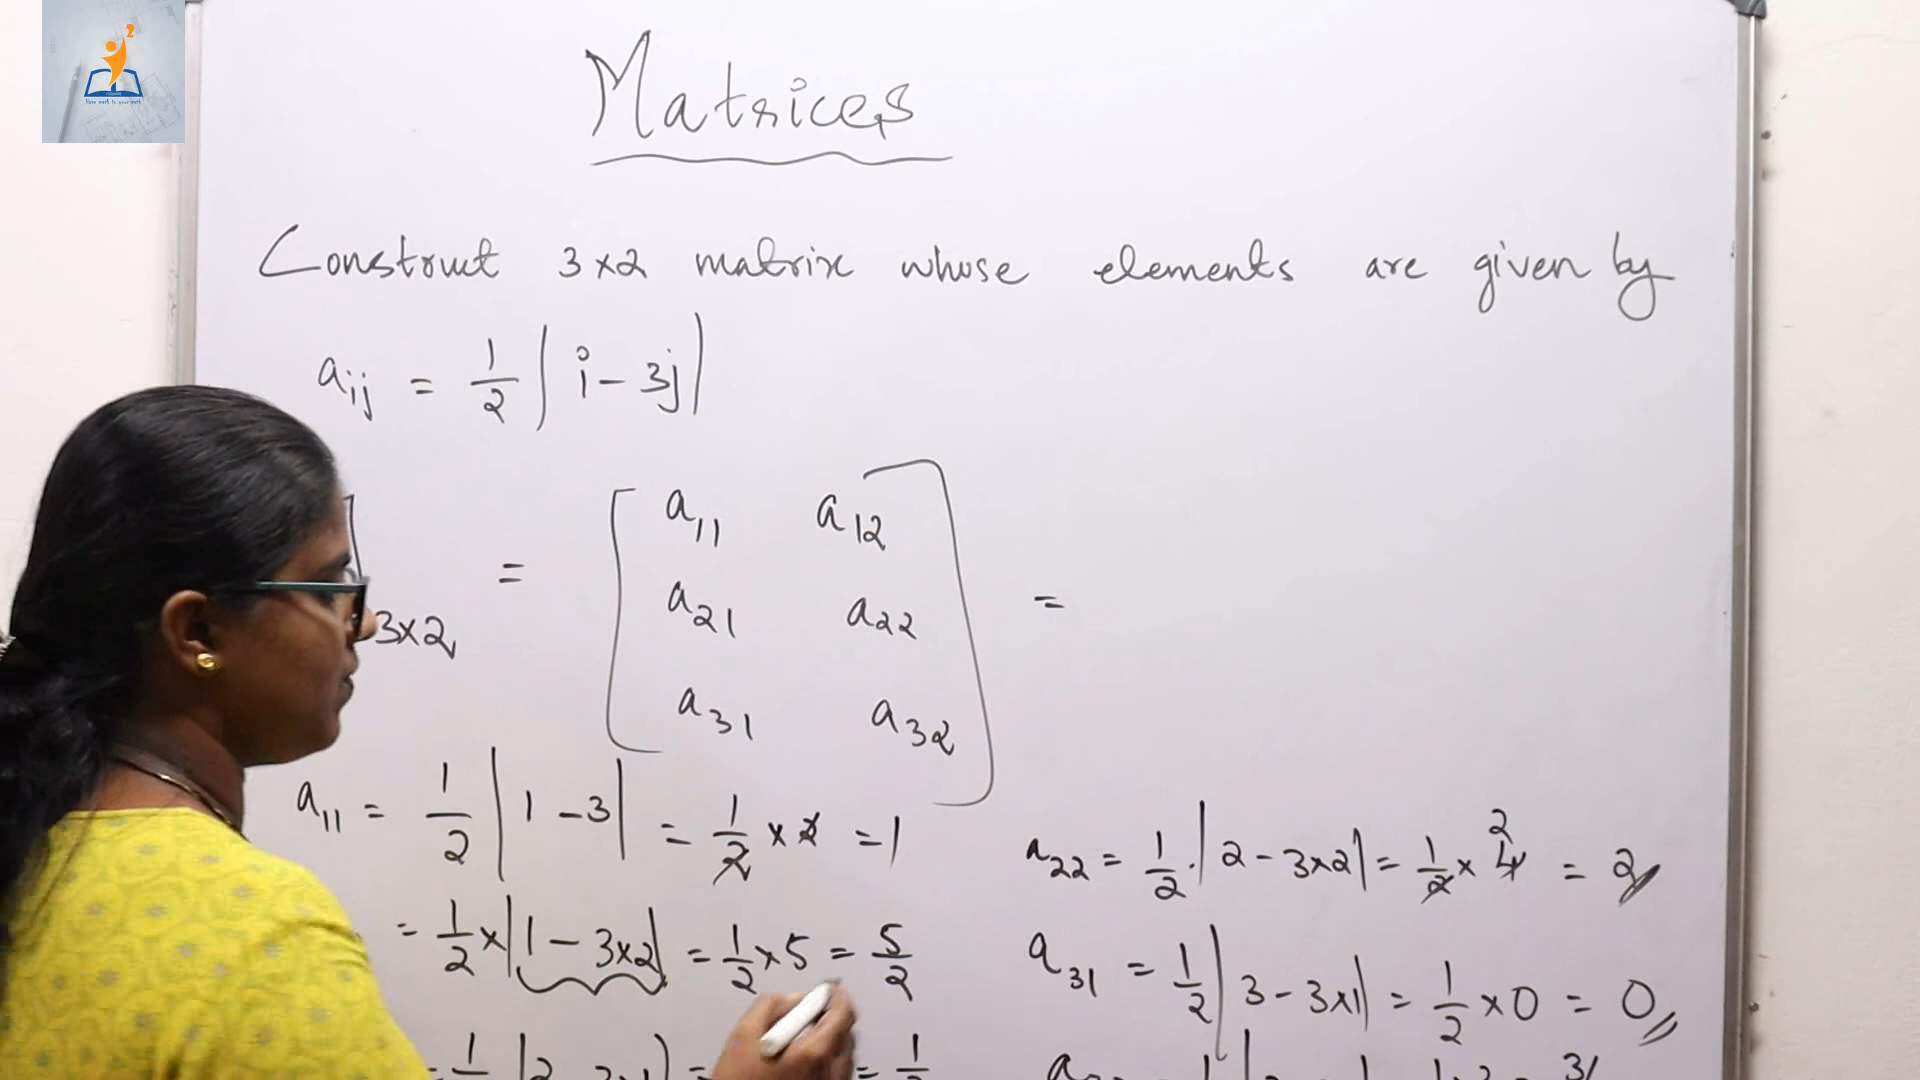 Matrices
Construct 3×2 matrix whose elements are given by
aij = 1/2 | i - 3j |
3×2 = [ a11 a12
a21 a22
a31 a32 ] =
a11 = 1/2 | 1 - 3 | = 1/2 × 2 = 1
= 1/2 × | 1 - 3×2 | = 1/2 × 5 = 5/2
a22 = 1/2 . | 2 - 3×2 | = 1/2 × 4 2 = 2
a31 = 1/2 | 3 - 3×1 | = 1/2 × 0 = 0